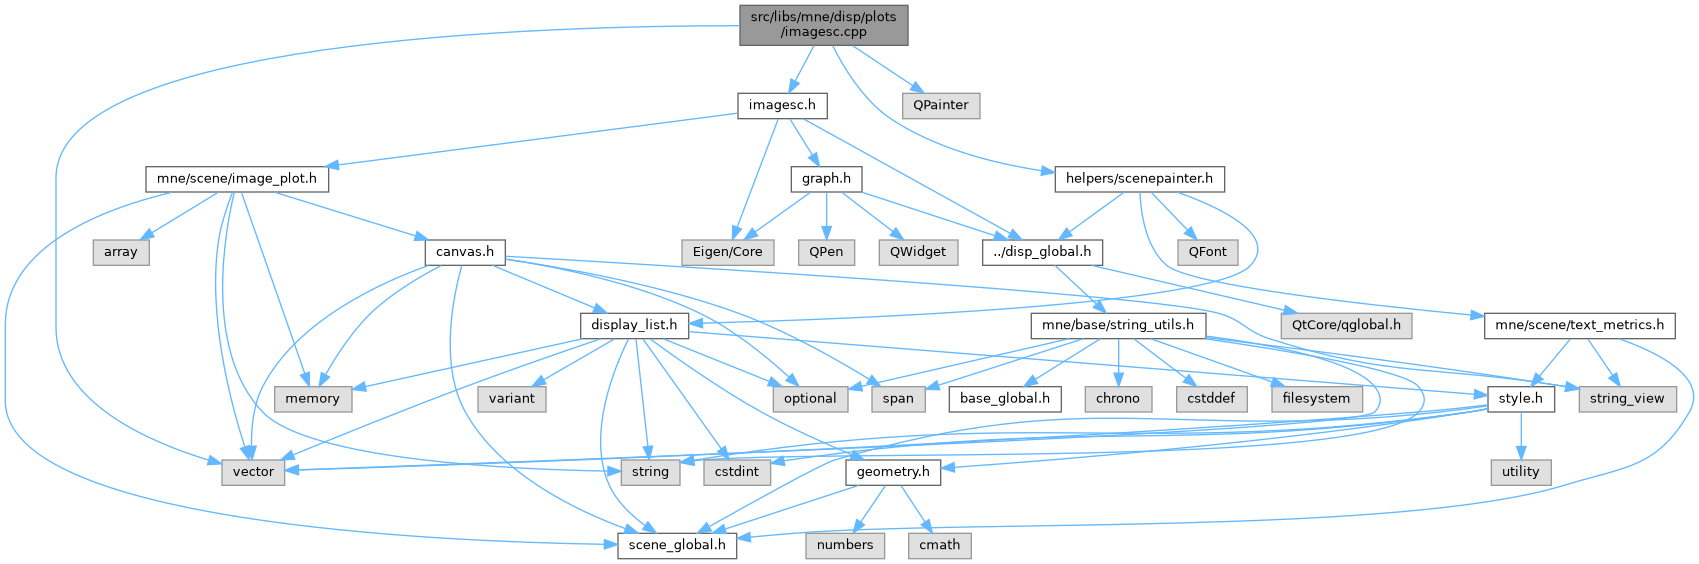 src/libs/mne/disp/plots
/imagesc.cpp
imagesc.h
QPainter
mne/scene/image_plot.h
graph.h
helpers/scenepainter.h
array
canvas.h
Eigen/Core
QPen
QWidget
../disp_global.h
QFont
display_list.h
mne/base/string_utils.h
QtCore/qglobal.h
mne/scene/text_metrics.h
memory
variant
optional
span
base_global.h
chrono
cstddef
filesystem
style.h
string_view
vector
string
cstdint
geometry.h
utility
scene_global.h
numbers
cmath